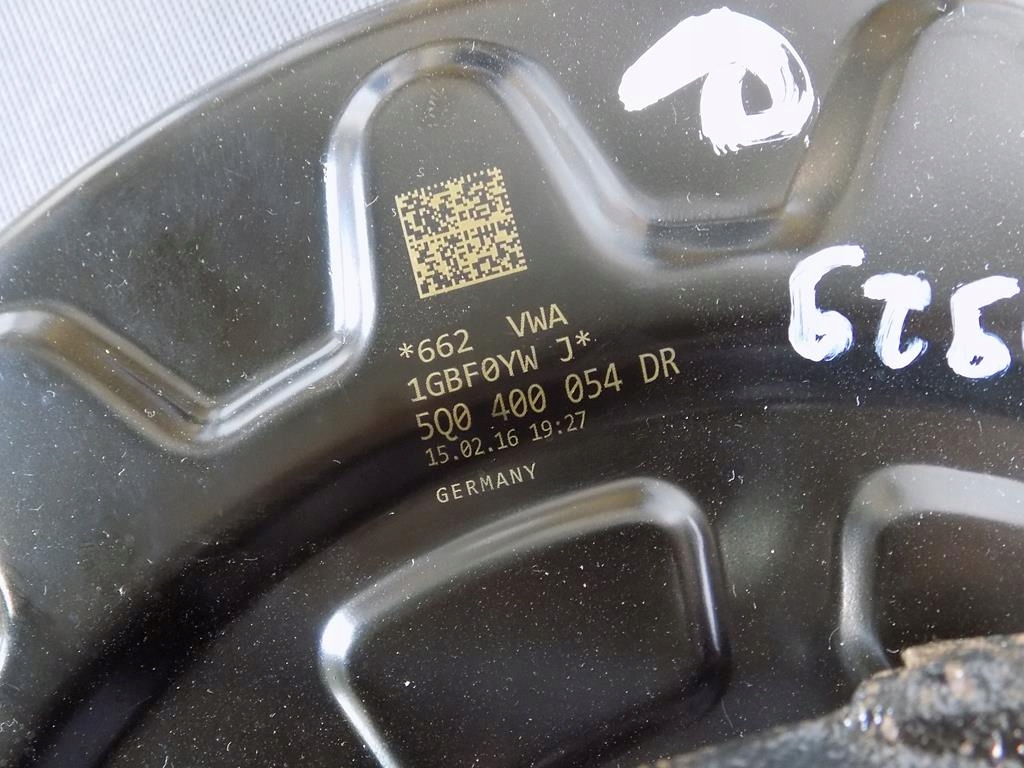 *662 VWA
1GBF0YW J*
5Q0 400 054 DR
15.02.16 19:27
GERMANY